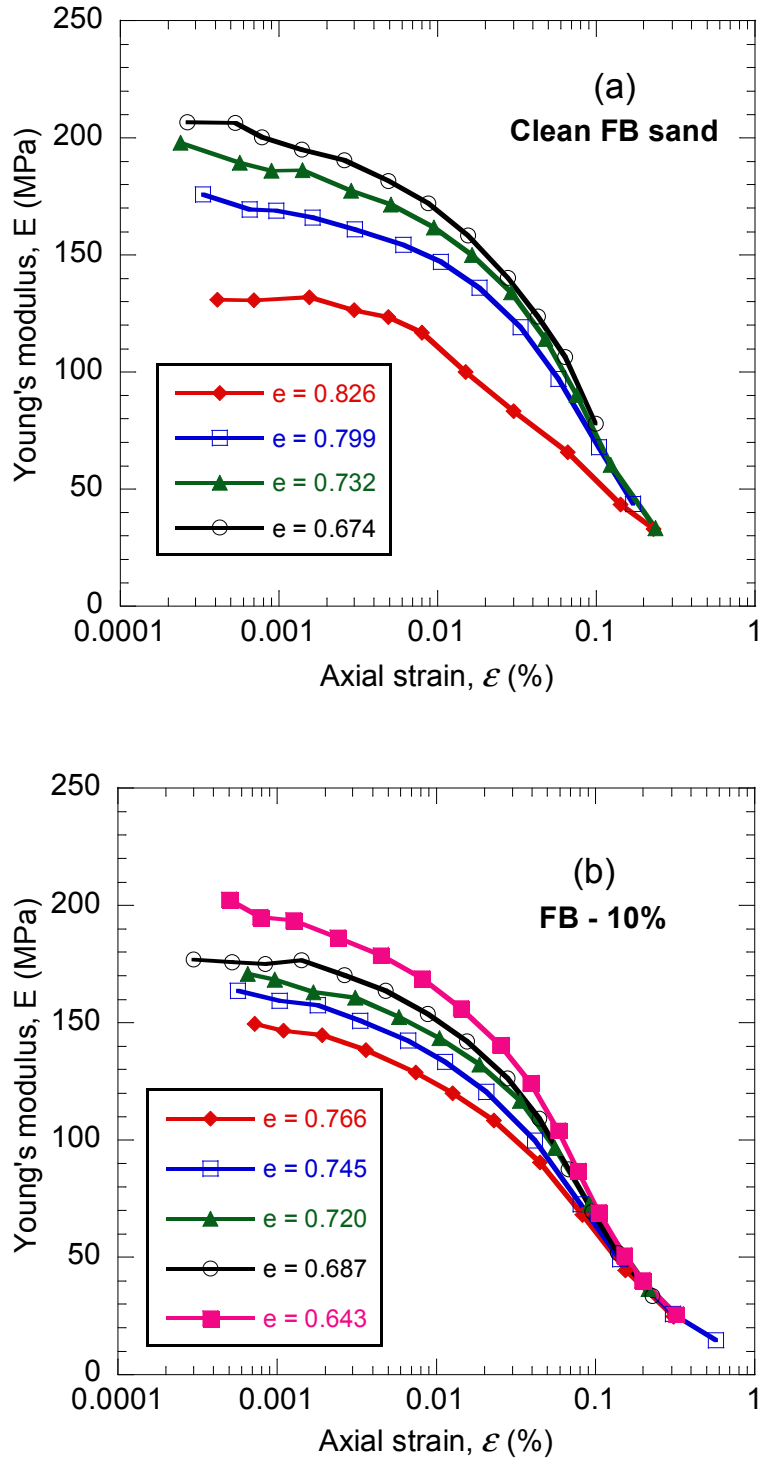 250
200
150
100
50
0
Young's modulus, E (MPa)
(a)
Clean FB sand
e = 0.826
e = 0.799
e = 0.732
e = 0.674
0.0001 0.001 0.01 0.1 1
Axial strain, ε (%)
250
200
150
100
50
0
Young's modulus, E (MPa)
(b)
FB - 10%
e = 0.766
e = 0.745
e = 0.720
e = 0.687
e = 0.643
0.0001 0.001 0.01 0.1 1
Axial strain, ε (%)